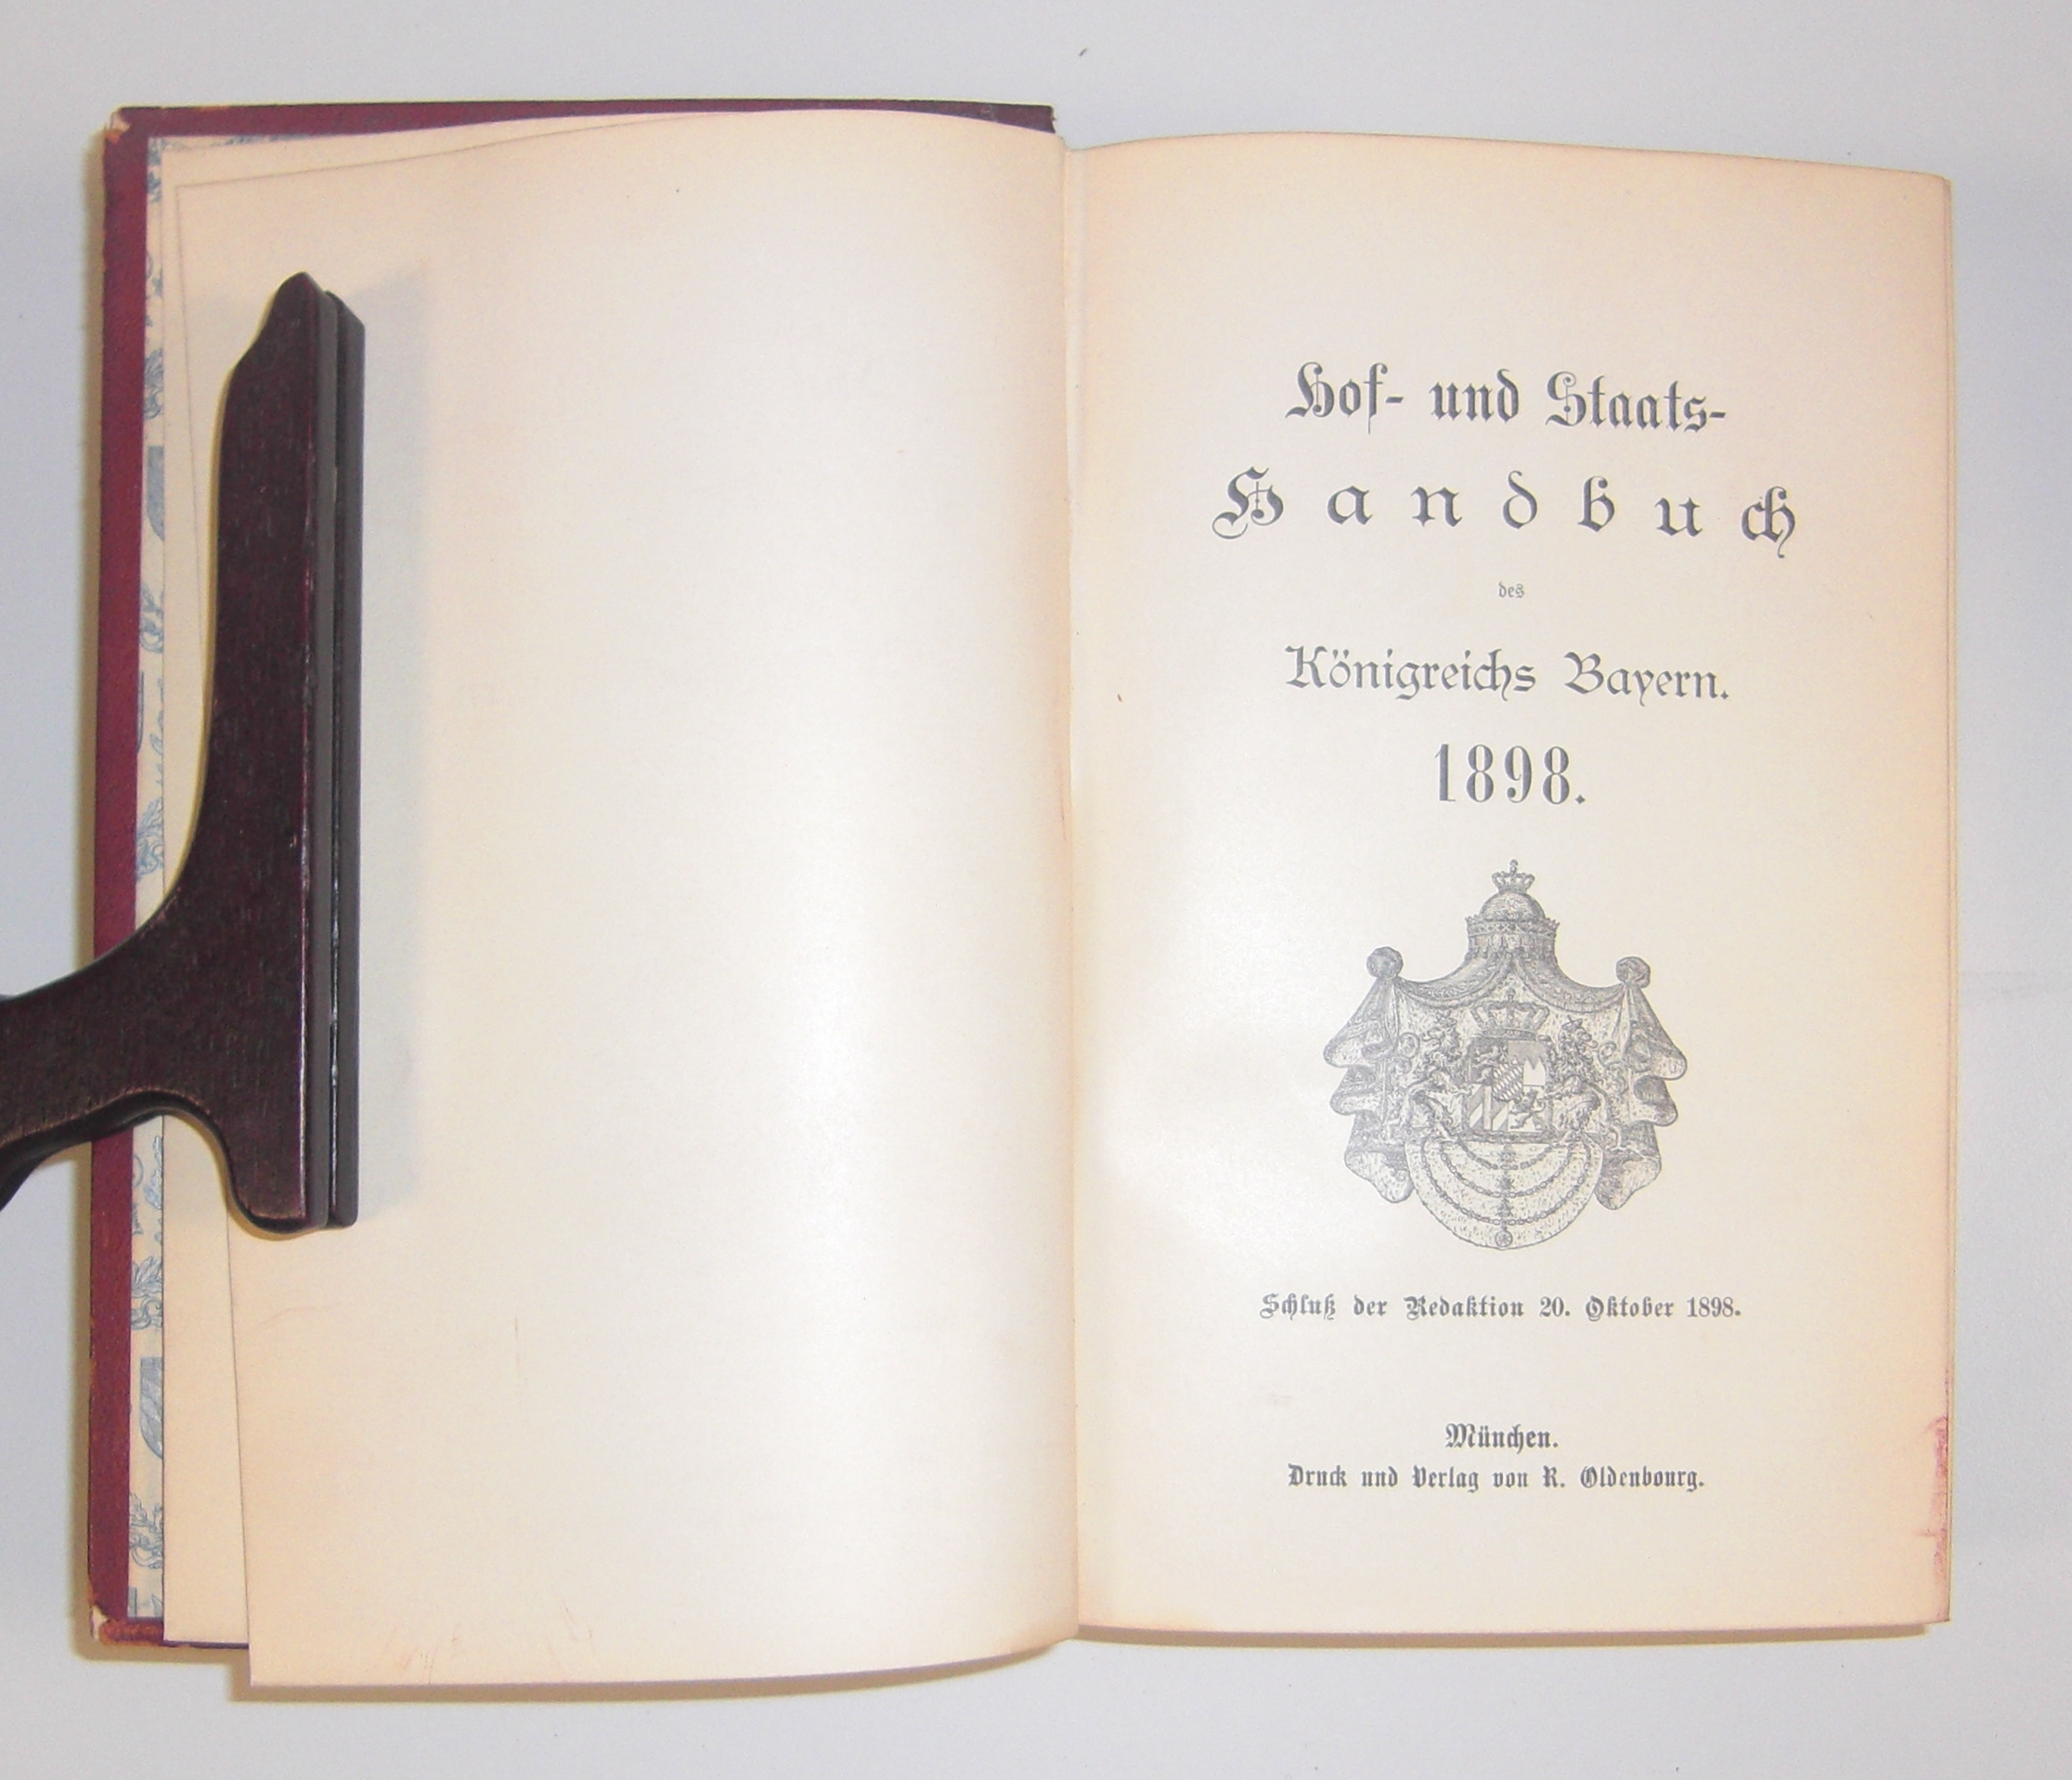 Hof- und Staats-
Handbuch
des
Königreichs Bayern.
1898.
Schluß der Redaktion 20. Oktober 1898.
München.
Druck und Verlag von R. Oldenbourg.